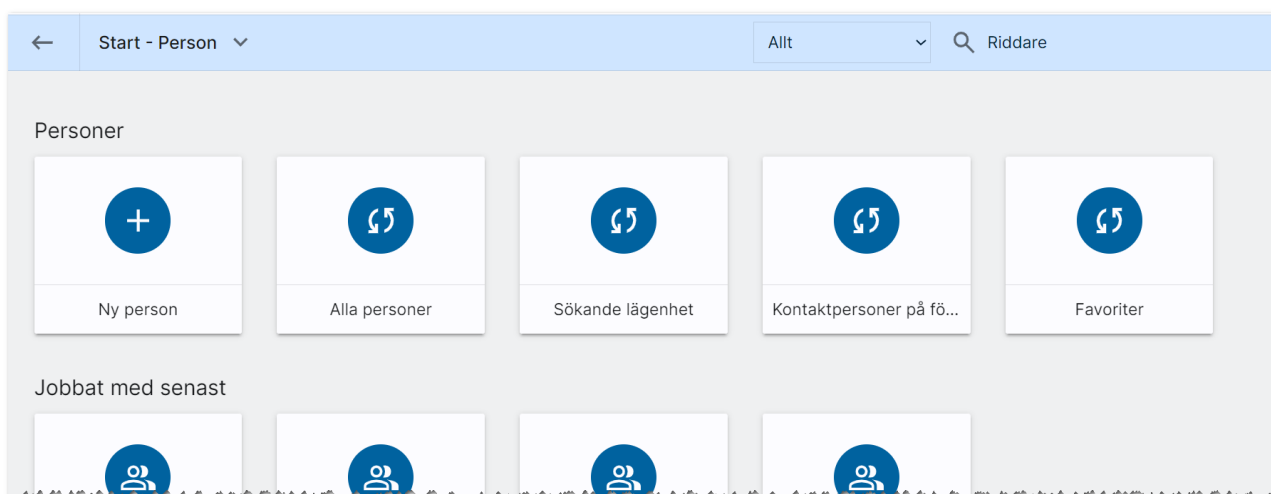 Start - Person
Allt
Riddare
Personer
Ny person
Alla personer
Sökande lägenhet
Kontaktpersoner på fö...
Favoriter
Jobbat med senast